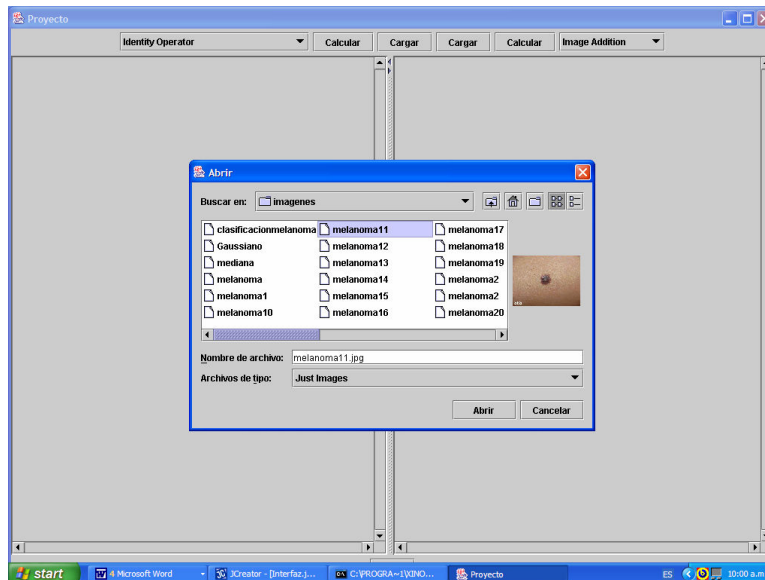 Proyecto
Identity Operator Calcular Cargar Cargar Calcular Image Addition
Abrir
Buscar en: imagenes
clasificacionmelanoma melanoma11 melanoma17
Gaussiano melanoma12 melanoma18
mediana melanoma13 melanoma19
melanoma melanoma14 melanoma2
melanoma1 melanoma15 melanoma2
melanoma10 melanoma16 melanoma20
Nombre de archivo: melanoma11.jpg
Archivos de tipo: Just Images
Abrir Cancelar
start 4 Microsoft Word JCreator - [Interfaz.j... C:\PROGRA~1\XINO... Proyecto ES 10:00 a.m.